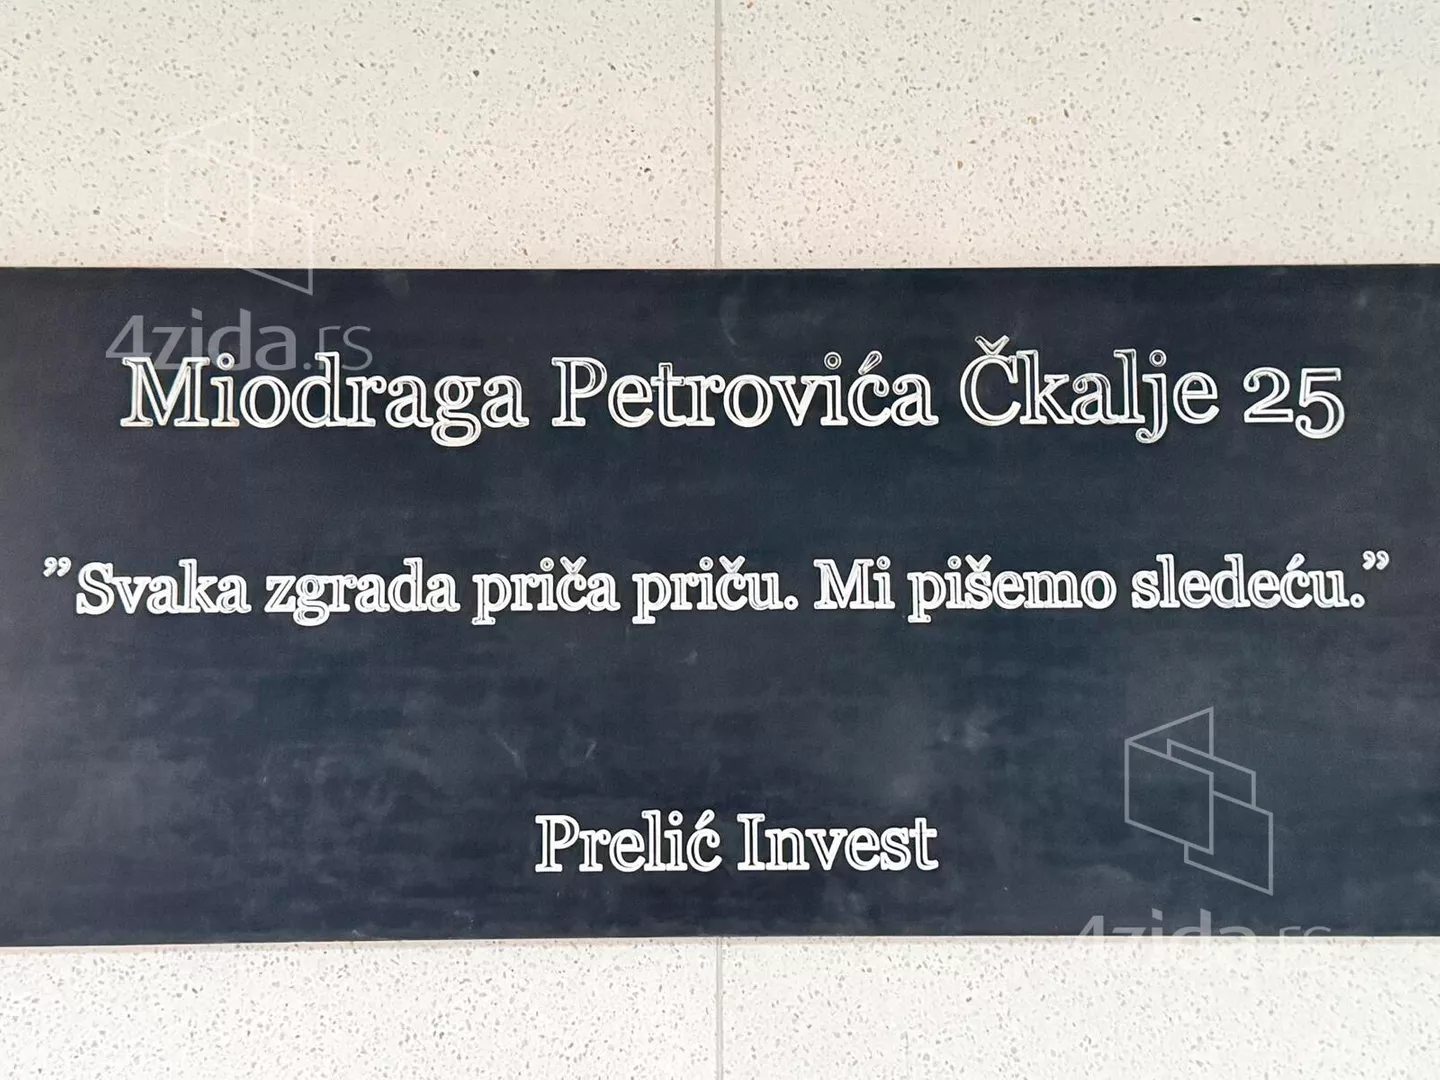 4zida.rs
Miodraga Petrovića Čkalje 25
”Svaka zgrada priča priču. Mi pišemo sledeću.”
Prelić Invest
4zida.rs